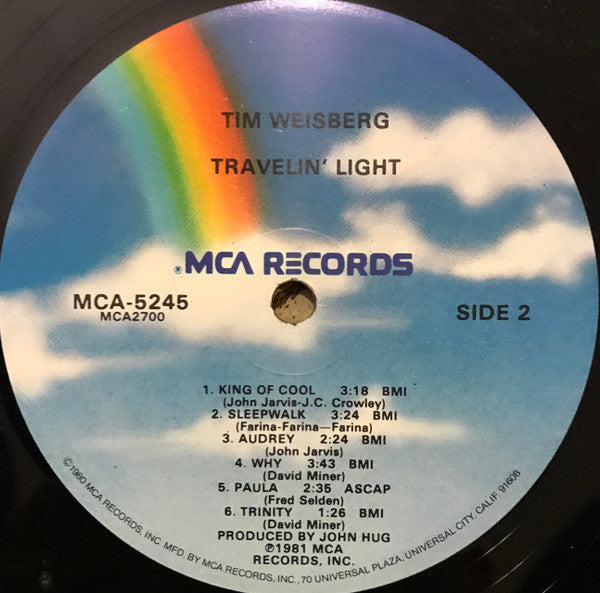 TIM WEISBERG
TRAVELIN' LIGHT
®MCA RECORDS
MCA-5245
MCA2700
SIDE 2
1. KING OF COOL 3:18 BMI
(John Jarvis-J.C. Crowley)
2. SLEEPWALK 3:24 BMI
(Farina-Farina—Farina)
3. AUDREY 2:24 BMI
(John Jarvis)
4. WHY 3:43 BMI
(David Miner)
5. PAULA 2:35 ASCAP
(Fred Selden)
6. TRINITY 1:26 BMI
(David Miner)
PRODUCED BY JOHN HUG
℗1981 MCA
RECORDS, INC.
©1980 MCA RECORDS, INC MFD. BY MCA RECORDS, INC., 70 UNIVERSAL PLAZA, UNIVERSAL CITY, CALIF. 91608